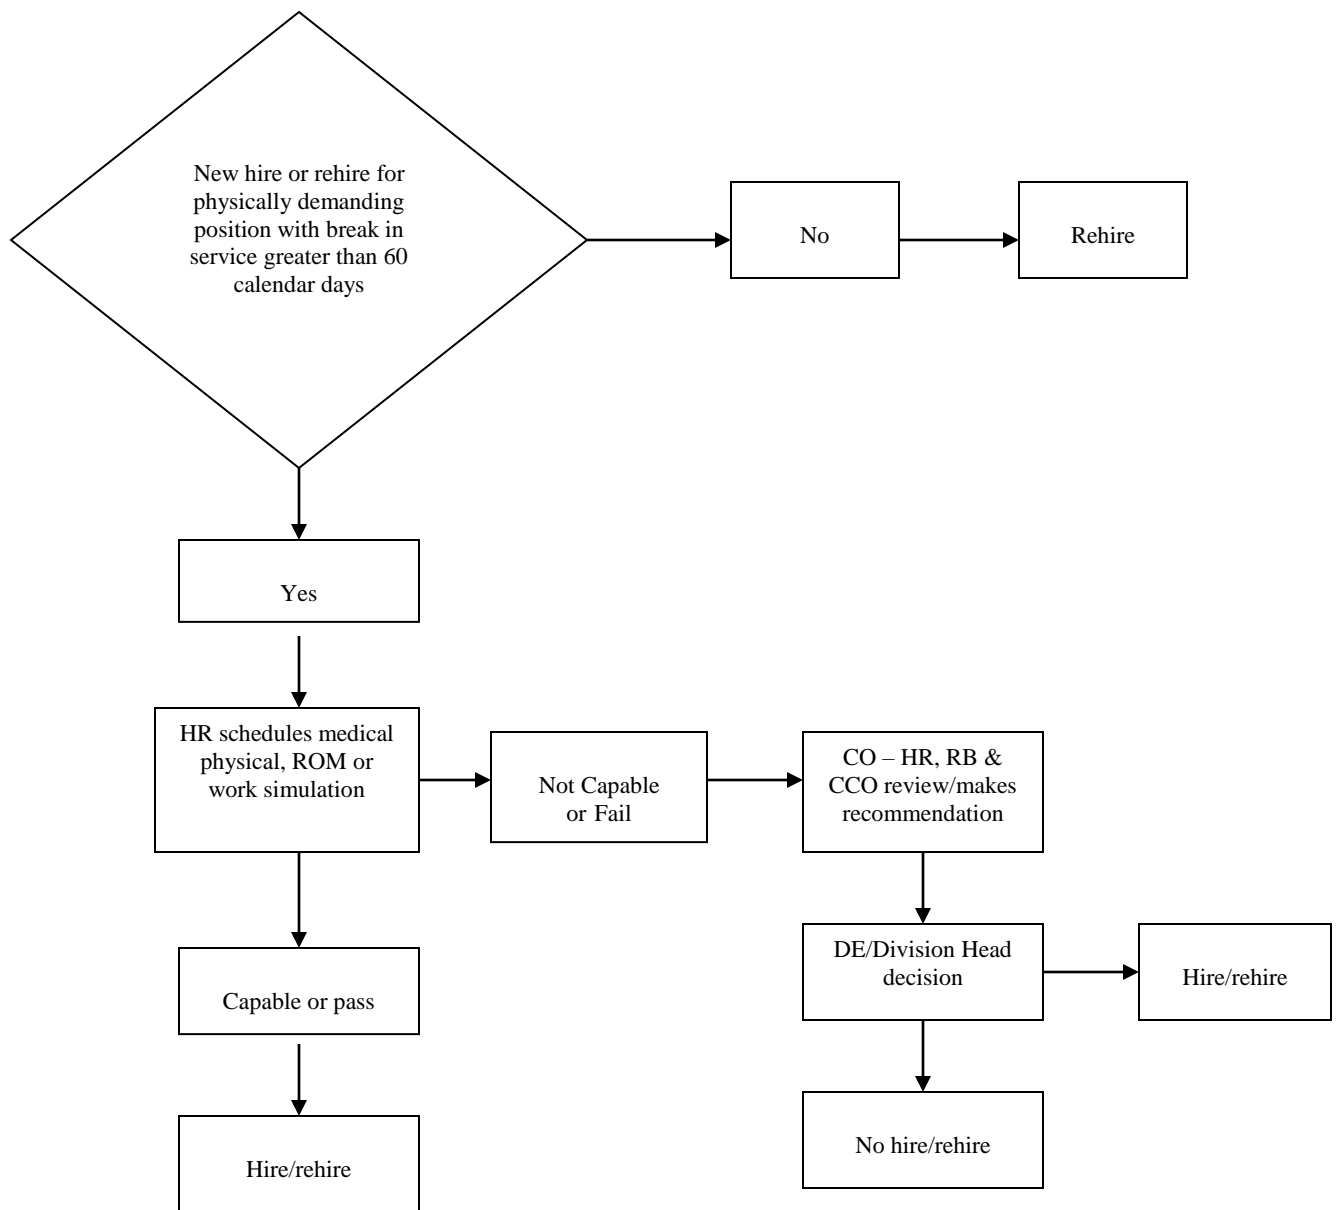 New hire or rehire for
physically demanding
position with break in
service greater than 60
calendar days
No
Rehire
Yes
HR schedules medical
physical, ROM or
work simulation
Not Capable
or Fail
CO – HR, RB &
CCO review/makes
recommendation
DE/Division Head
decision
Hire/rehire
Capable or pass
No hire/rehire
Hire/rehire